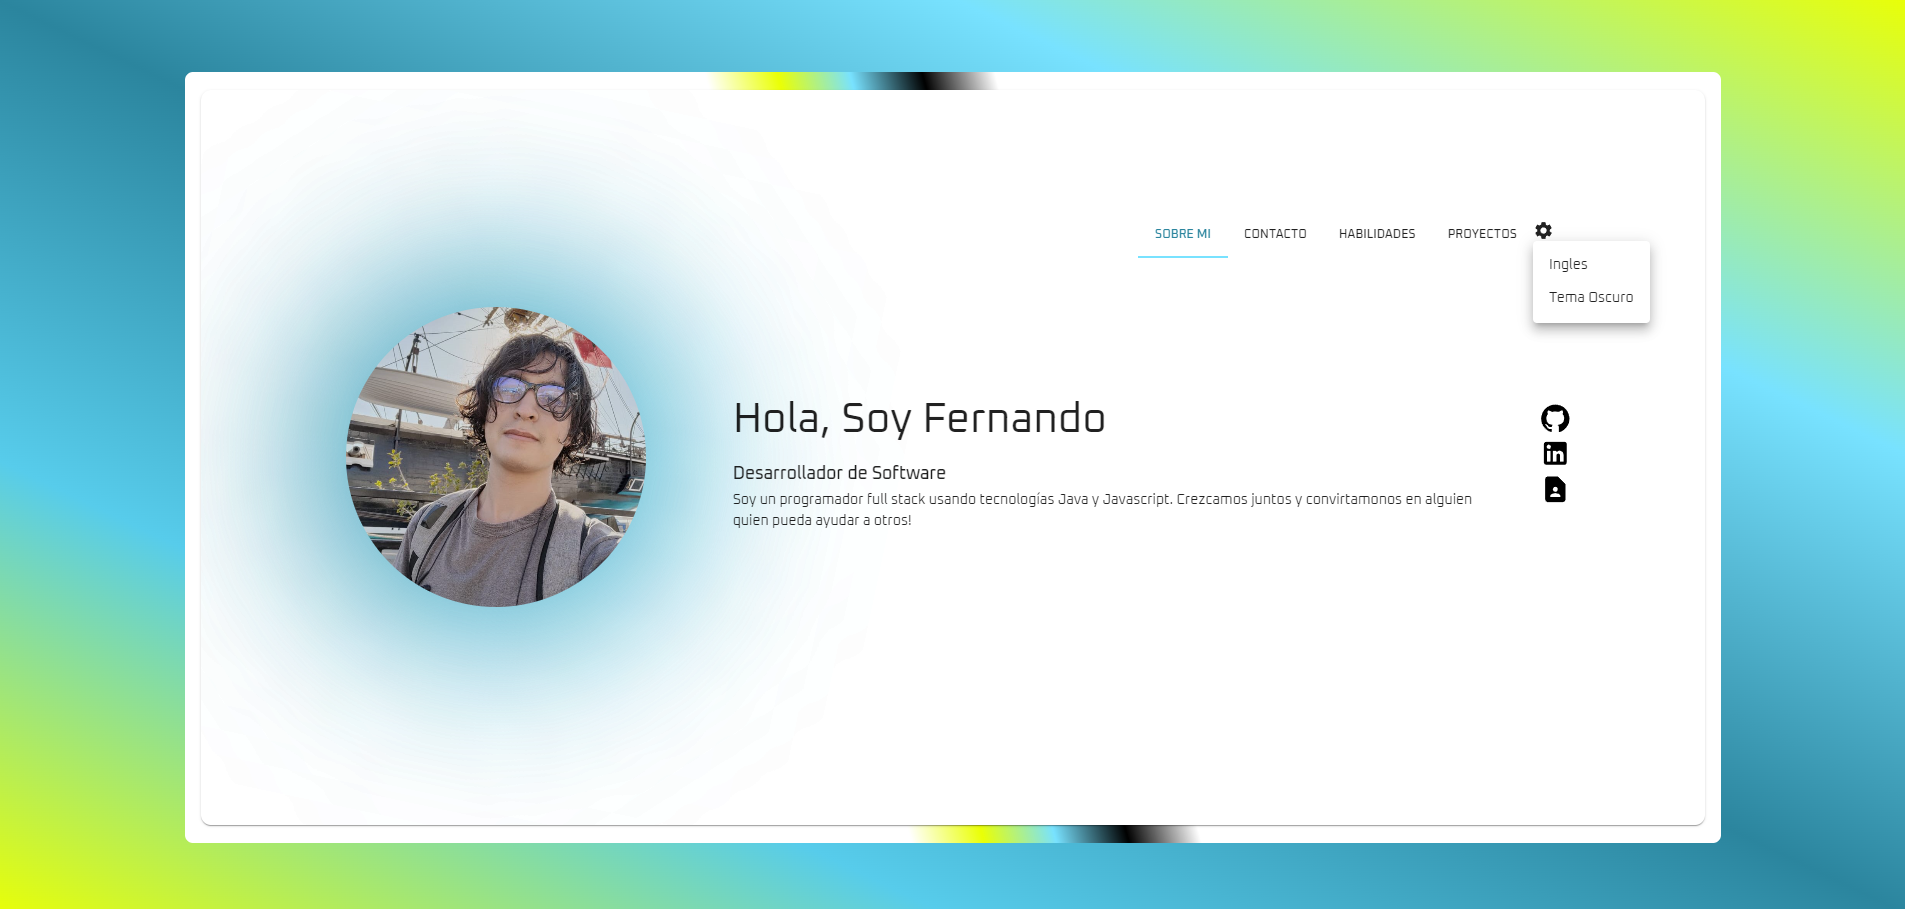 SOBRE MI CONTACTO HABILIDADES PROYECTOS
Ingles
Tema Oscuro
Hola, Soy Fernando
Desarrollador de Software
Soy un programador full stack usando tecnologías Java y Javascript. Crezcamos juntos y convirtamonos en alguien
quien pueda ayudar a otros!
in